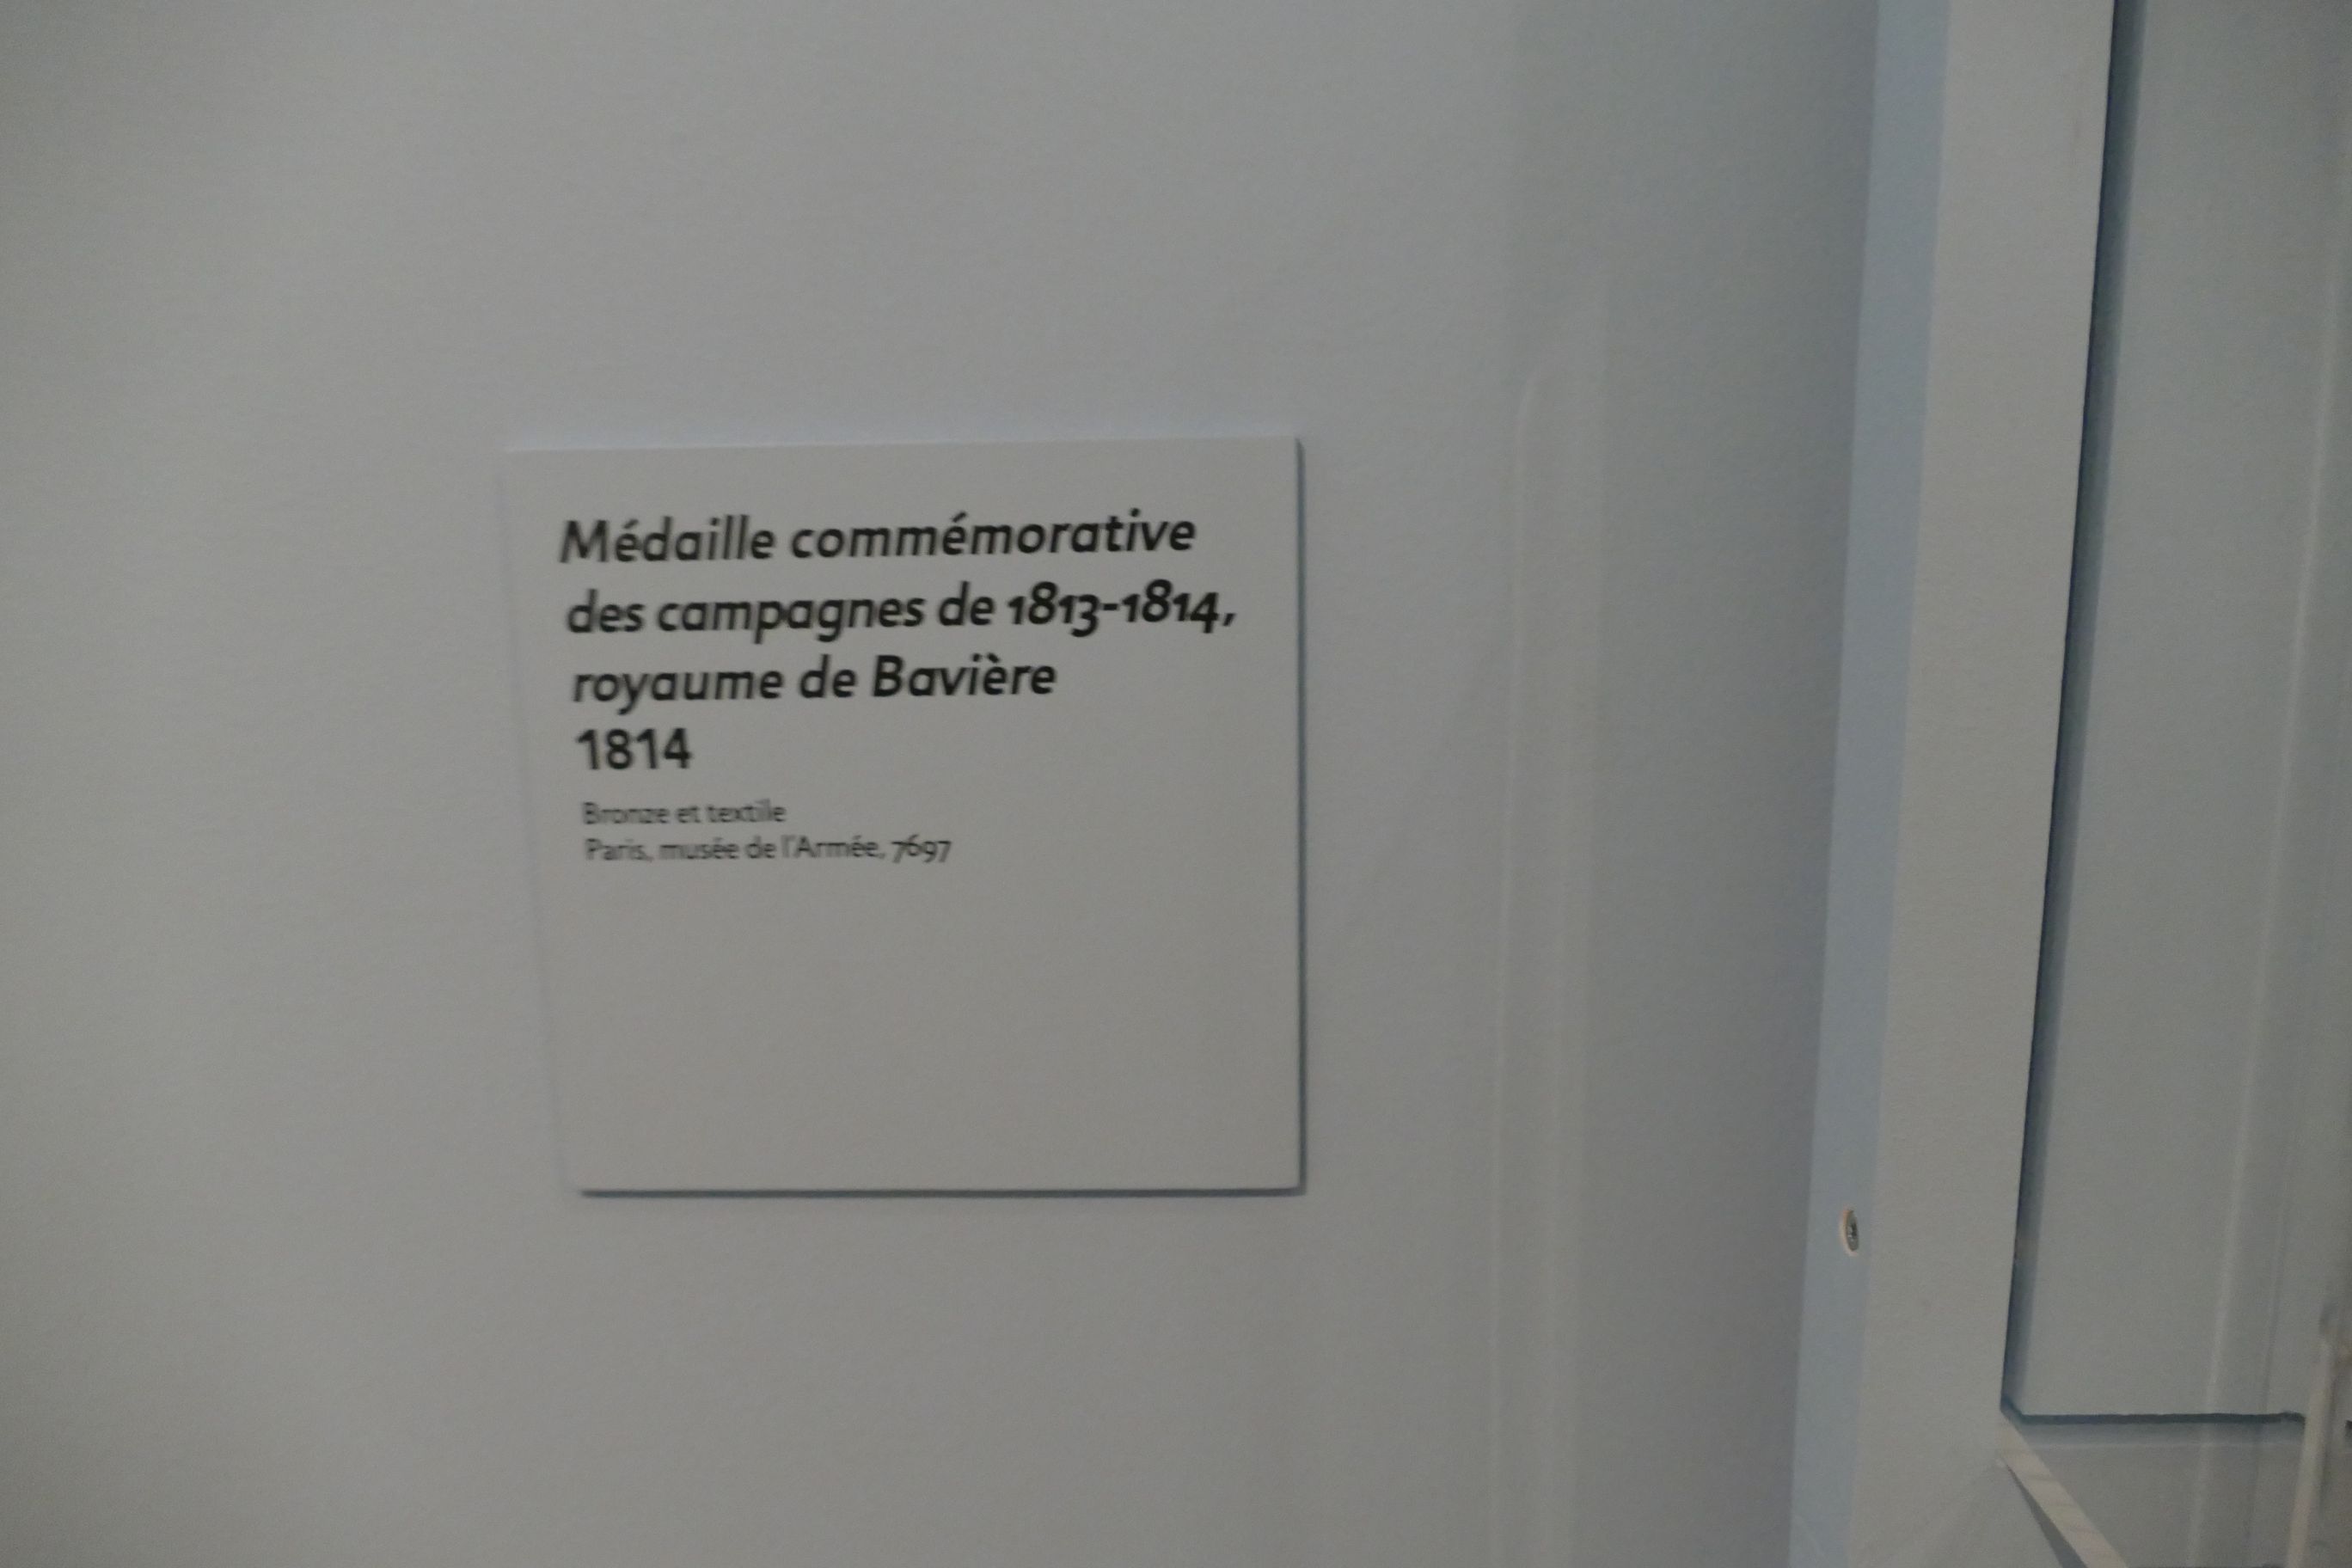 Médaille commémorative
des campagnes de 1813-1814,
royaume de Bavière
1814
Bronze et textile
Paris, musée de l'Armée, 7697